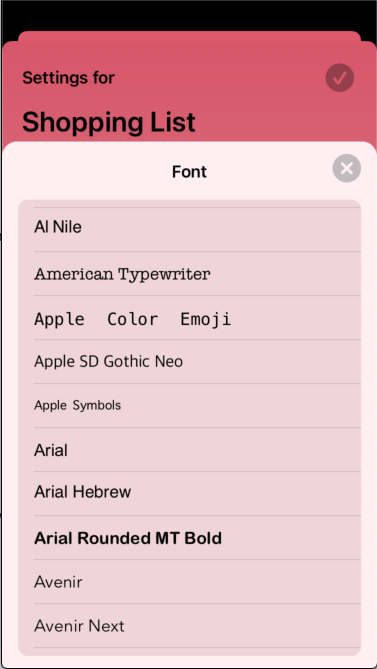 Settings for
Shopping List
Font
Al Nile
American Typewriter
Apple Color Emoji
Apple SD Gothic Neo
Apple Symbols
Arial
Arial Hebrew
Arial Rounded MT Bold
Avenir
Avenir Next